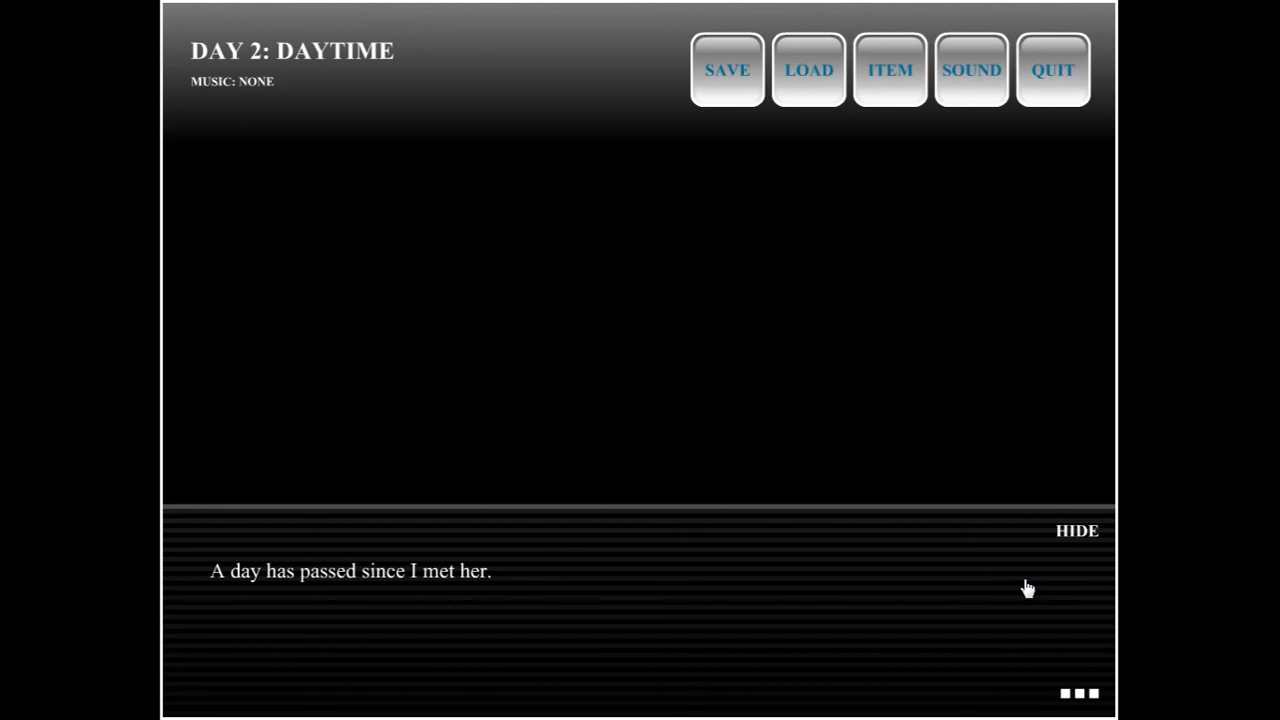 DAY 2: DAYTIME
MUSIC: NONE
SAVE LOAD ITEM SOUND QUIT
HIDE
A day has passed since I met her.